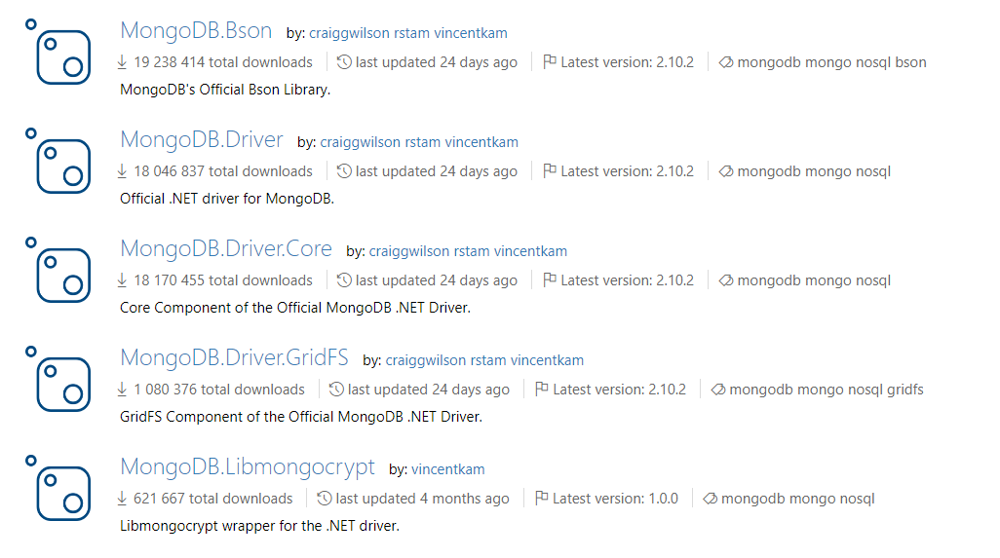 MongoDB.Bson by: craiggwilson rstam vincentkam
19 238 414 total downloads last updated 24 days ago Latest version: 2.10.2 mongodb mongo nosql bson
MongoDB's Official Bson Library.
MongoDB.Driver by: craiggwilson rstam vincentkam
18 046 837 total downloads last updated 24 days ago Latest version: 2.10.2 mongodb mongo nosql
Official .NET driver for MongoDB.
MongoDB.Driver.Core by: craiggwilson rstam vincentkam
18 170 455 total downloads last updated 24 days ago Latest version: 2.10.2 mongodb mongo nosql
Core Component of the Official MongoDB .NET Driver.
MongoDB.Driver.GridFS by: craiggwilson rstam vincentkam
1 080 376 total downloads last updated 24 days ago Latest version: 2.10.2 mongodb mongo nosql gridfs
GridFS Component of the Official MongoDB .NET Driver.
MongoDB.Libmongocrypt by: vincentkam
621 667 total downloads last updated 4 months ago Latest version: 1.0.0 mongodb mongo nosql
Libmongocrypt wrapper for the .NET driver.